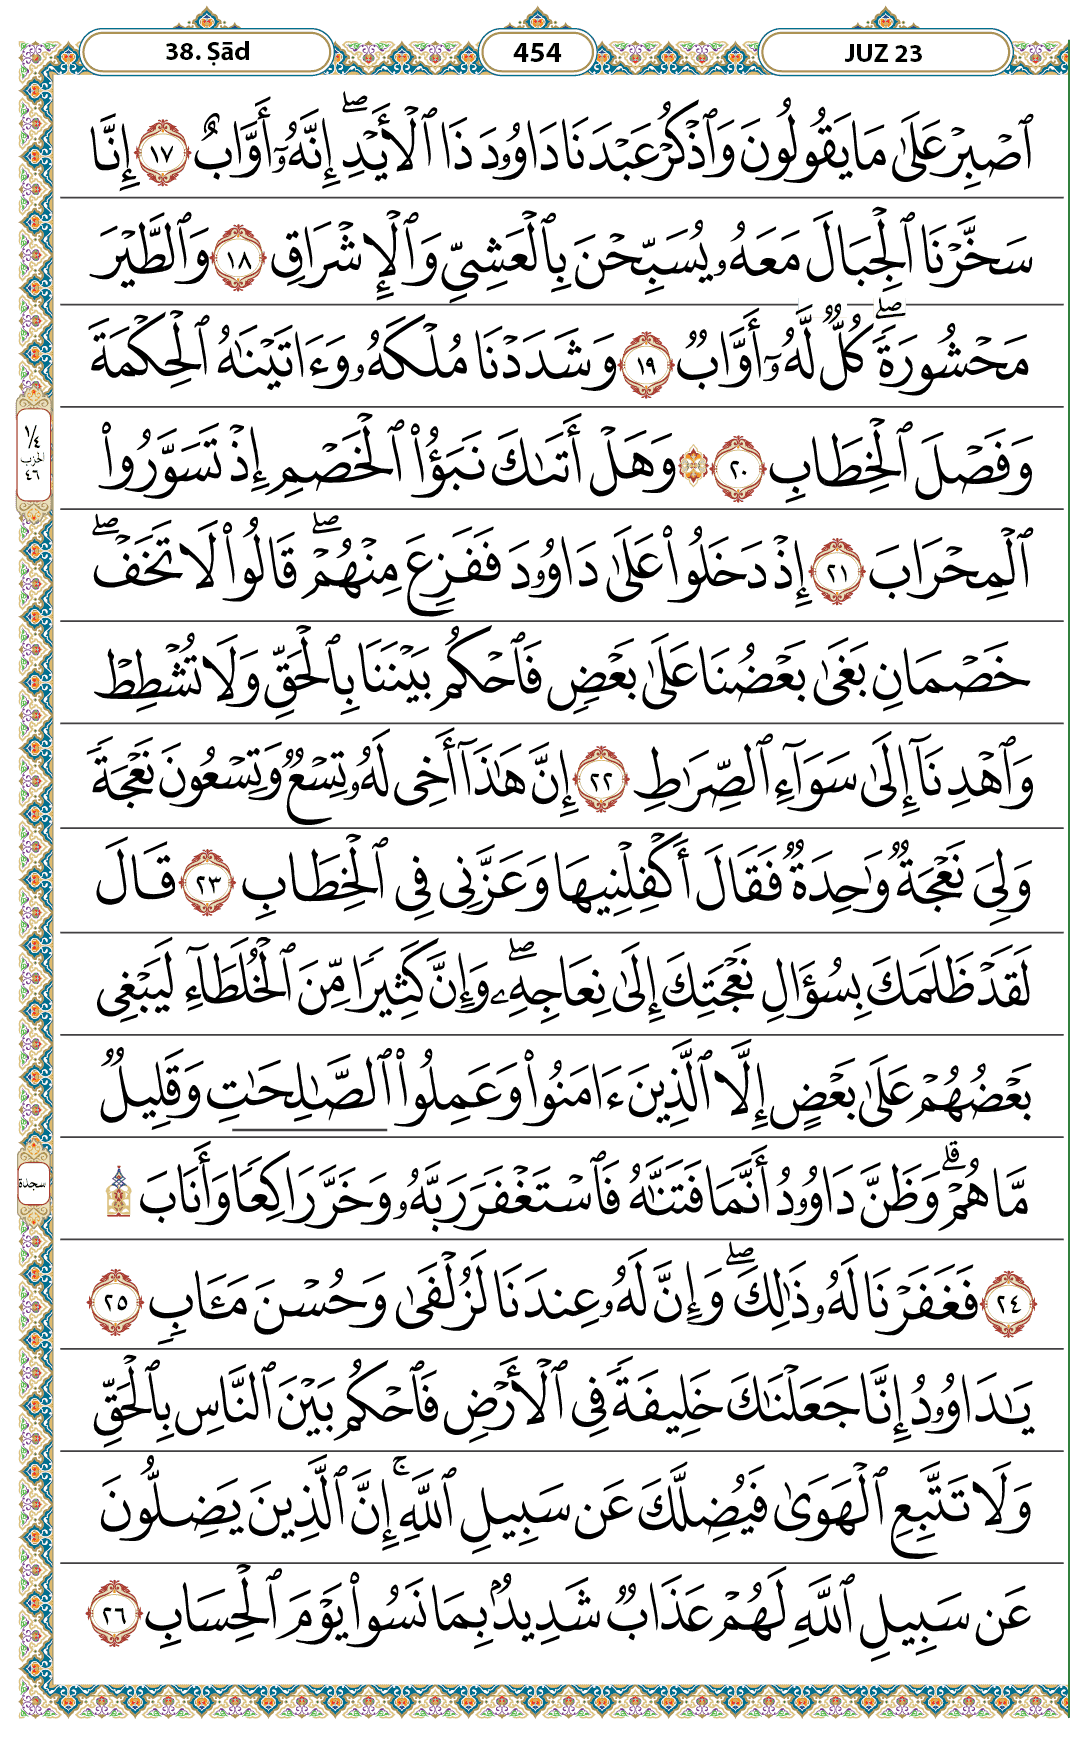 38. Ṣād
454
JUZ 23
ٱصۡبِرۡ عَلَىٰ مَا يَقُولُونَ وَٱذۡكُرۡ عَبۡدَنَا دَاوُۥدَ ذَا ٱلۡأَيۡدِۖ إِنَّهُۥٓ أَوَّابٌ ١٧ إِنَّا
سَخَّرۡنَا ٱلۡجِبَالَ مَعَهُۥ يُسَبِّحۡنَ بِٱلۡعَشِيِّ وَٱلۡإِشۡرَاقِ ١٨ وَٱلطَّيۡرَ
مَحۡشُورَةٗۖ كُلّٞ لَّهُۥٓ أَوَّابٞ ١٩ وَشَدَدۡنَا مُلۡكَهُۥ وَءَاتَيۡنَٰهُ ٱلۡحِكۡمَةَ
وَفَصۡلَ ٱلۡخِطَابِ ٢٠ ۞ وَهَلۡ أَتَىٰكَ نَبَؤُاْ ٱلۡخَصۡمِ إِذۡ تَسَوَّرُواْ
١/٤
الحزب
٤٦
ٱلۡمِحۡرَابَ ٢١ إِذۡ دَخَلُواْ عَلَىٰ دَاوُۥدَ فَفَزِعَ مِنۡهُمۡۖ قَالُواْ لَا تَخَفۡۖ
خَصۡمَانِ بَغَىٰ بَعۡضُنَا عَلَىٰ بَعۡضٖ فَٱحۡكُم بَيۡنَنَا بِٱلۡحَقِّ وَلَا تُشۡطِطۡ
وَٱهۡدِنَآ إِلَىٰ سَوَآءِ ٱلصِّرَٰطِ ٢٢ إِنَّ هَٰذَآ أَخِي لَهُۥ تِسۡعٞ وَتِسۡعُونَ نَعۡجَةٗ
وَلِيَ نَعۡجَةٞ وَٰحِدَةٞ فَقَالَ أَكۡفِلۡنِيهَا وَعَزَّنِي فِي ٱلۡخِطَابِ ٢٣ قَالَ
لَقَدۡ ظَلَمَكَ بِسُؤَالِ نَعۡجَتِكَ إِلَىٰ نِعَاجِهِۦۖ وَإِنَّ كَثِيرٗا مِّنَ ٱلۡخُلَطَآءِ لَيَبۡغِي
بَعۡضُهُمۡ عَلَىٰ بَعۡضٍ إِلَّا ٱلَّذِينَ ءَامَنُواْ وَعَمِلُواْ ٱلصَّٰلِحَٰتِ وَقَلِيلٞ
مَّا هُمۡۗ وَظَنَّ دَاوُۥدُ أَنَّمَا فَتَنَّٰهُ فَٱسۡتَغۡفَرَ رَبَّهُۥ وَخَرَّۤ رَاكِعٗاۤ وَأَنَابَ ۩
سجدة
٢٤ فَغَفَرۡنَا لَهُۥ ذَٰلِكَۖ وَإِنَّ لَهُۥ عِندَنَا لَزُلۡفَىٰ وَحُسۡنَ مَـَٔابٖ ٢٥
يَٰدَاوُۥدُ إِنَّا جَعَلۡنَٰكَ خَلِيفَةٗ فِي ٱلۡأَرۡضِ فَٱحۡكُم بَيۡنَ ٱلنَّاسِ بِٱلۡحَقِّ
وَلَا تَتَّبِعِ ٱلۡهَوَىٰ فَيُضِلَّكَ عَن سَبِيلِ ٱللَّهِۚ إِنَّ ٱلَّذِينَ يَضِلُّونَ
عَن سَبِيلِ ٱللَّهِ لَهُمۡ عَذَابٞ شَدِيدُۢ بِمَا نَسُواْ يَوۡمَ ٱلۡحِسَابِ ٢٦